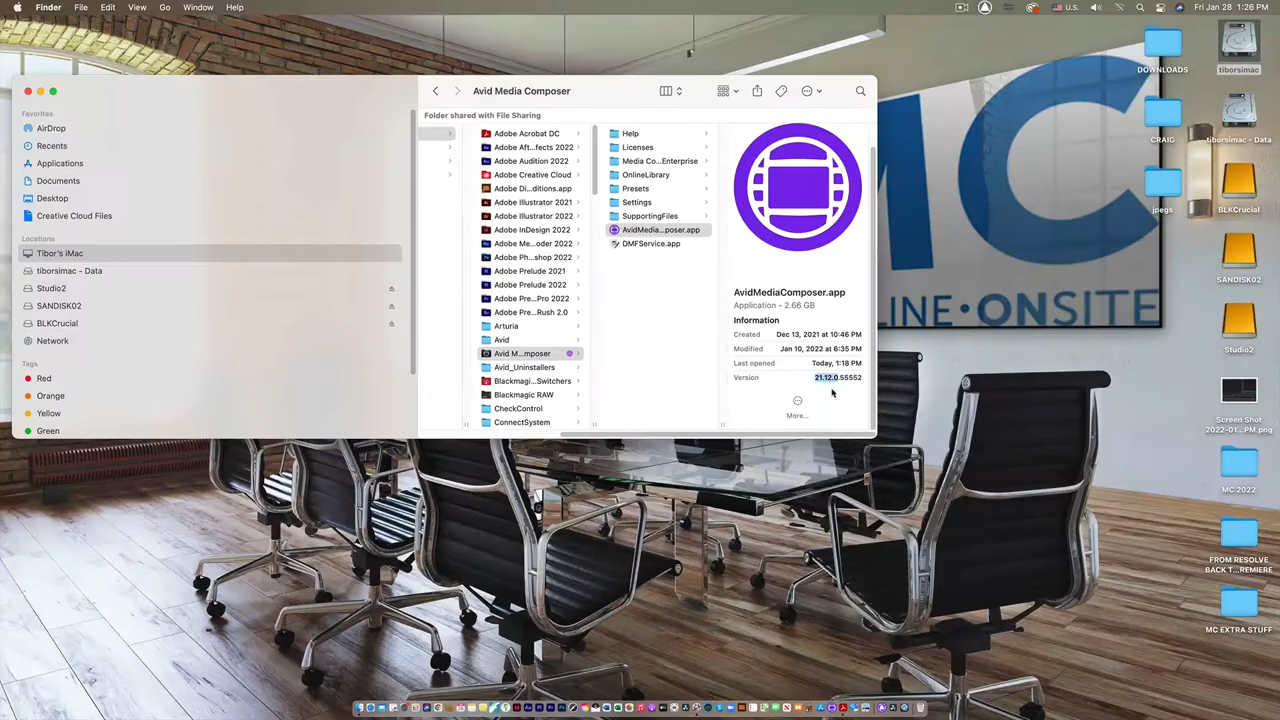 Finder File Edit View Go Window Help
U.S. Fri Jan 28 1:26 PM
Avid Media Composer
Folder shared with File Sharing
Favorites
AirDrop
Recents
Applications
Documents
Desktop
Creative Cloud Files
Locations
Tibor's iMac
tiborsimac - Data
Studio2
SANDISK02
BLKCrucial
Network
Tags
Red
Orange
Yellow
Green
Adobe Acrobat DC
Adobe Aft...fects 2022
Adobe Audition 2022
Adobe Creative Cloud
Adobe Di...ditions.app
Adobe Illustrator 2021
Adobe Illustrator 2022
Adobe InDesign 2022
Adobe Me...oder 2022
Adobe Ph...shop 2022
Adobe Prelude 2021
Adobe Prelude 2022
Adobe Pre...Pro 2022
Adobe Pre...Rush 2.0
Arturia
Avid
Avid M...mposer
Avid_Uninstallers
Blackmagi...Switchers
Blackmagic RAW
CheckControl
ConnectSystem
Help
Licenses
Media Co...Enterprise
OnlineLibrary
Presets
Settings
SupportingFiles
AvidMedia...poser.app
DMFService.app
AvidMediaComposer.app
Application - 2.66 GB
Information
Created Dec 13, 2021 at 10:46 PM
Modified Jan 10, 2022 at 6:35 PM
Last opened Today, 1:18 PM
Version 21.12.0.55552
More...
MC
LINE•ONSITE
DOWNLOADS
CRAIG
jpegs
tiborsimac
tiborsimac - Data
BLKCrucial
SANDISK02
Studio2
Screen Shot
2022-01...PM.png
MC 2022
FROM RESOLVE
BACK T...REMIERE
MC EXTRA STUFF